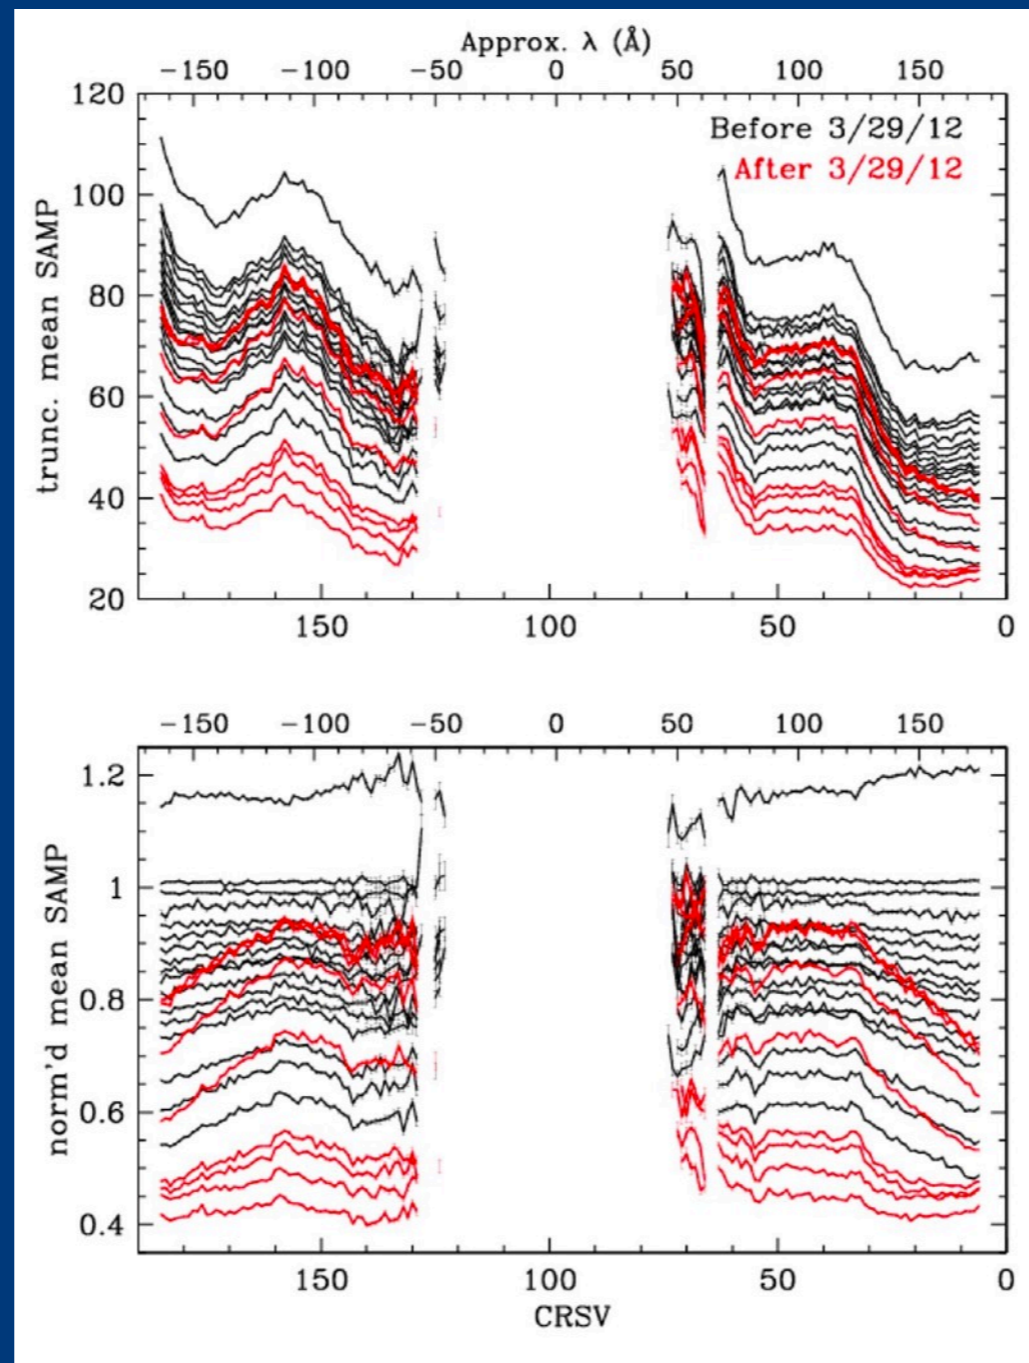 Approx. λ (Å)
−150 −100 −50 0 50 100 150
120
Before 3/29/12
After 3/29/12
100
80
60
40
20
trunc. mean SAMP
150 100 50 0
−150 −100 −50 0 50 100 150
1.2
1
0.8
0.6
0.4
norm'd mean SAMP
150 100 50 0
CRSV